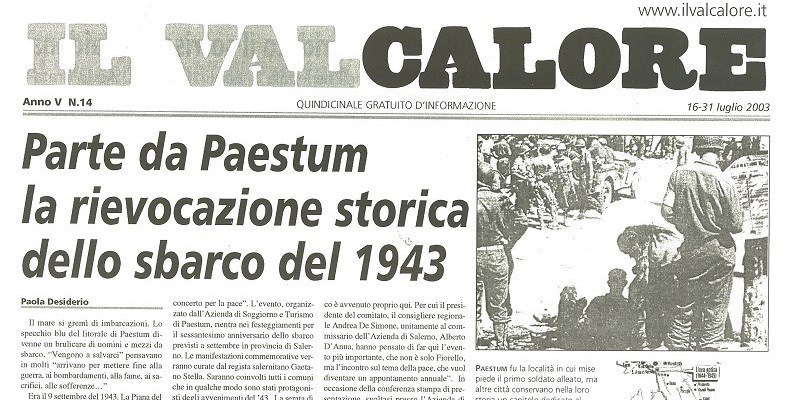 www.ilvalcalore.it
IL VALCALORE
Anno V N.14
QUINDICINALE GRATUITO D'INFORMAZIONE
16-31 luglio 2003
Parte da Paestum
la rievocazione storica
dello sbarco del 1943
Paola Desiderio
Il mare si gremì di imbarcazioni. Lo
specchio blu del litorale di Paestum di-
venne un brulicare di uomini e mezzi da
sbarco. “Vengono a salvarci” pensavano
in molti “arrivano per mettere fine alla
guerra, ai bombardamenti, alla fame, ai sa-
crifici, alle sofferenze…”
Era il 9 settembre del 1943. La Piana del
concerto per la pace”. L'evento, organiz-
zato dall'Azienda di Soggiorno e Turismo
di Paestum, rientra nei festeggiamenti per
il sessantesimo anniversario dello sbarco
previsti a settembre in provincia di Saler-
no. Le manifestazioni commemorative ver-
ranno curate dal regista salernitano Gaeta-
no Stella. Saranno coinvolti tutti i comuni
che in qualche modo sono stati protagoni-
sti degli avvenimenti del '43. La serata di
co è avvenuto proprio qui. Per cui il presi-
dente del comitato, il consigliere regiona-
le Andrea De Simone, unitamente al com-
missario dell'Azienda di Salerno, Alberto
D'Anna, hanno pensato di far qui l'even-
to più importante, che non è solo Fiorello,
ma l'incontro sul tema della pace, che vuol
diventare un appuntamento annuale”. In
occasione della conferenza stampa di pre-
sentazione, svoltasi presso l'Azienda di
PAESTUM fu la località in cui mise
piede il primo soldato alleato, ma
altre città conservano nella loro
storia un capitolo dedicato al